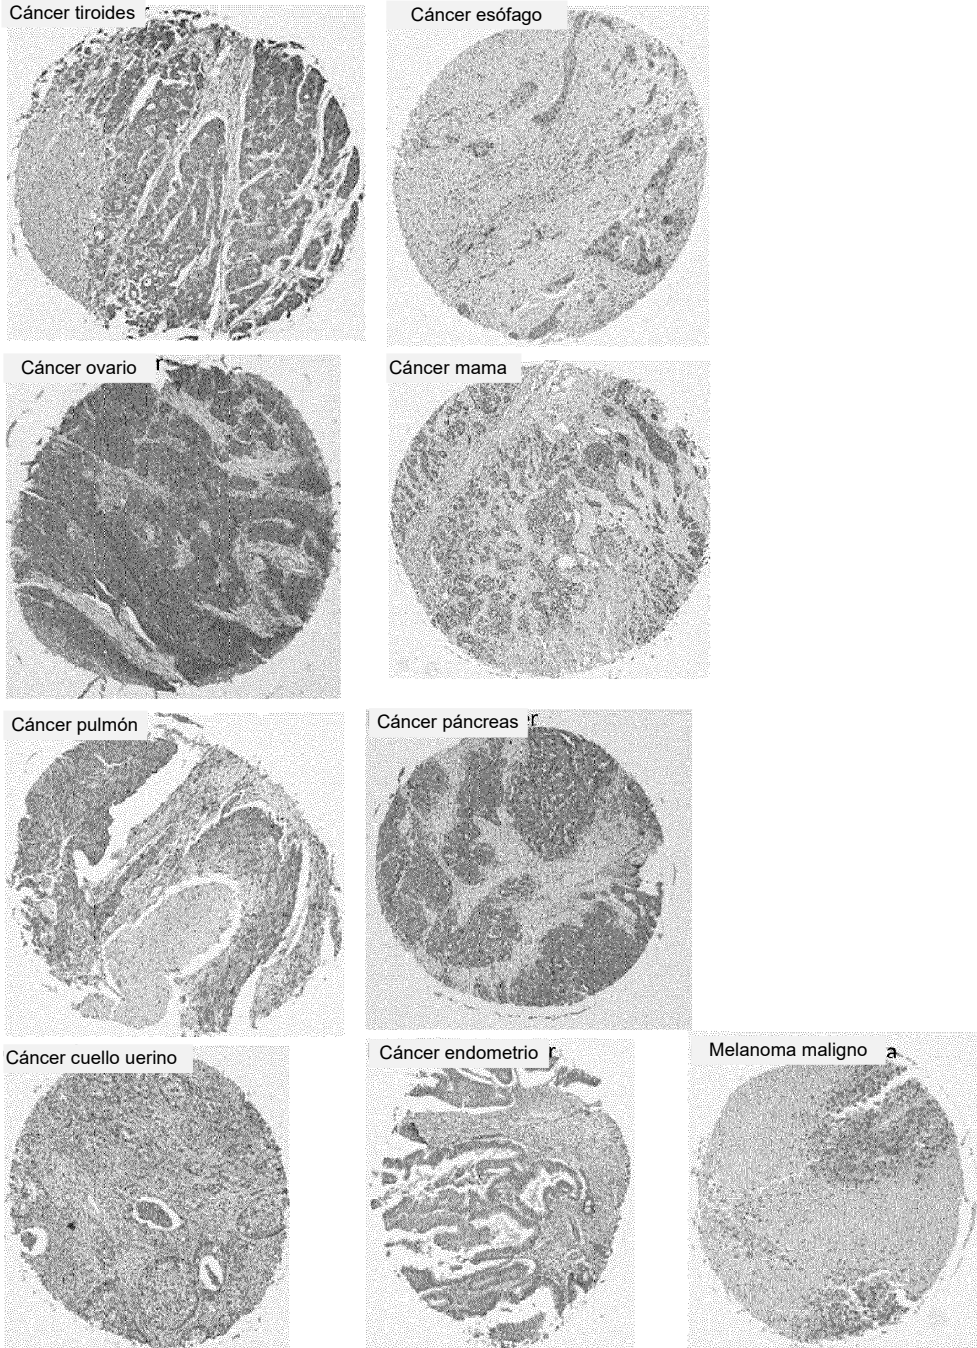 Cáncer tiroides
Cáncer esófago
Cáncer ovario r
Cáncer mama
Cáncer pulmón
Cáncer páncreas er
Cáncer cuello uerino
Cáncer endometrio r
Melanoma maligno a